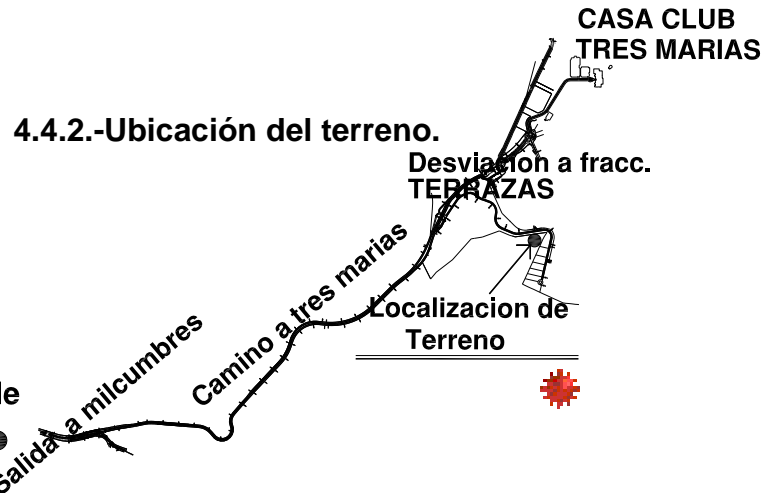 CASA CLUB
TRES MARIAS
4.4.2.-Ubicación del terreno.
Desviacion a fracc.
TERRAZAS
Camino a tres marias
Localizacion de
Terreno
Salida a milcumbres